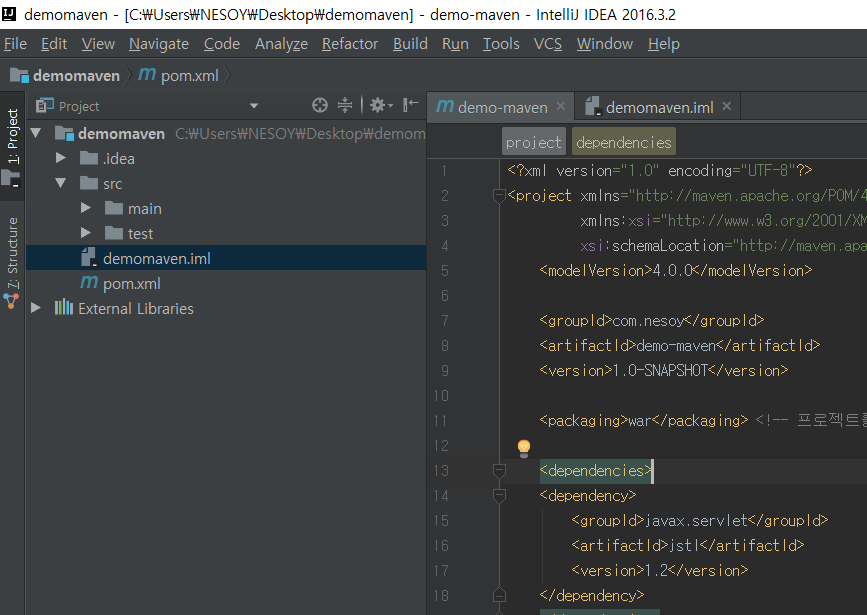 demomaven - [C:₩Users₩NESOY₩Desktop₩demomaven] - demo-maven - IntelliJ IDEA 2016.3.2
File Edit View Navigate Code Analyze Refactor Build Run Tools VCS Window Help
demomaven pom.xml
1: Project
7: Structure
Project
demomaven C:₩Users₩NESOY₩Desktop₩demom
.idea
src
main
test
demomaven.iml
pom.xml
External Libraries
demo-maven demomaven.iml
project dependencies
1 <?xml version="1.0" encoding="UTF-8"?>
2 <project xmlns="http://maven.apache.org/POM/4
3 xmlns:xsi="http://www.w3.org/2001/XM
4 xsi:schemaLocation="http://maven.apa
5 <modelVersion>4.0.0</modelVersion>
6
7 <groupId>com.nesoy</groupId>
8 <artifactId>demo-maven</artifactId>
9 <version>1.0-SNAPSHOT</version>
10
11 <packaging>war</packaging> <!-- 프로젝트를
12
13 <dependencies>
14 <dependency>
15 <groupId>javax.servlet</groupId>
16 <artifactId>jstl</artifactId>
17 <version>1.2</version>
18 </dependency>